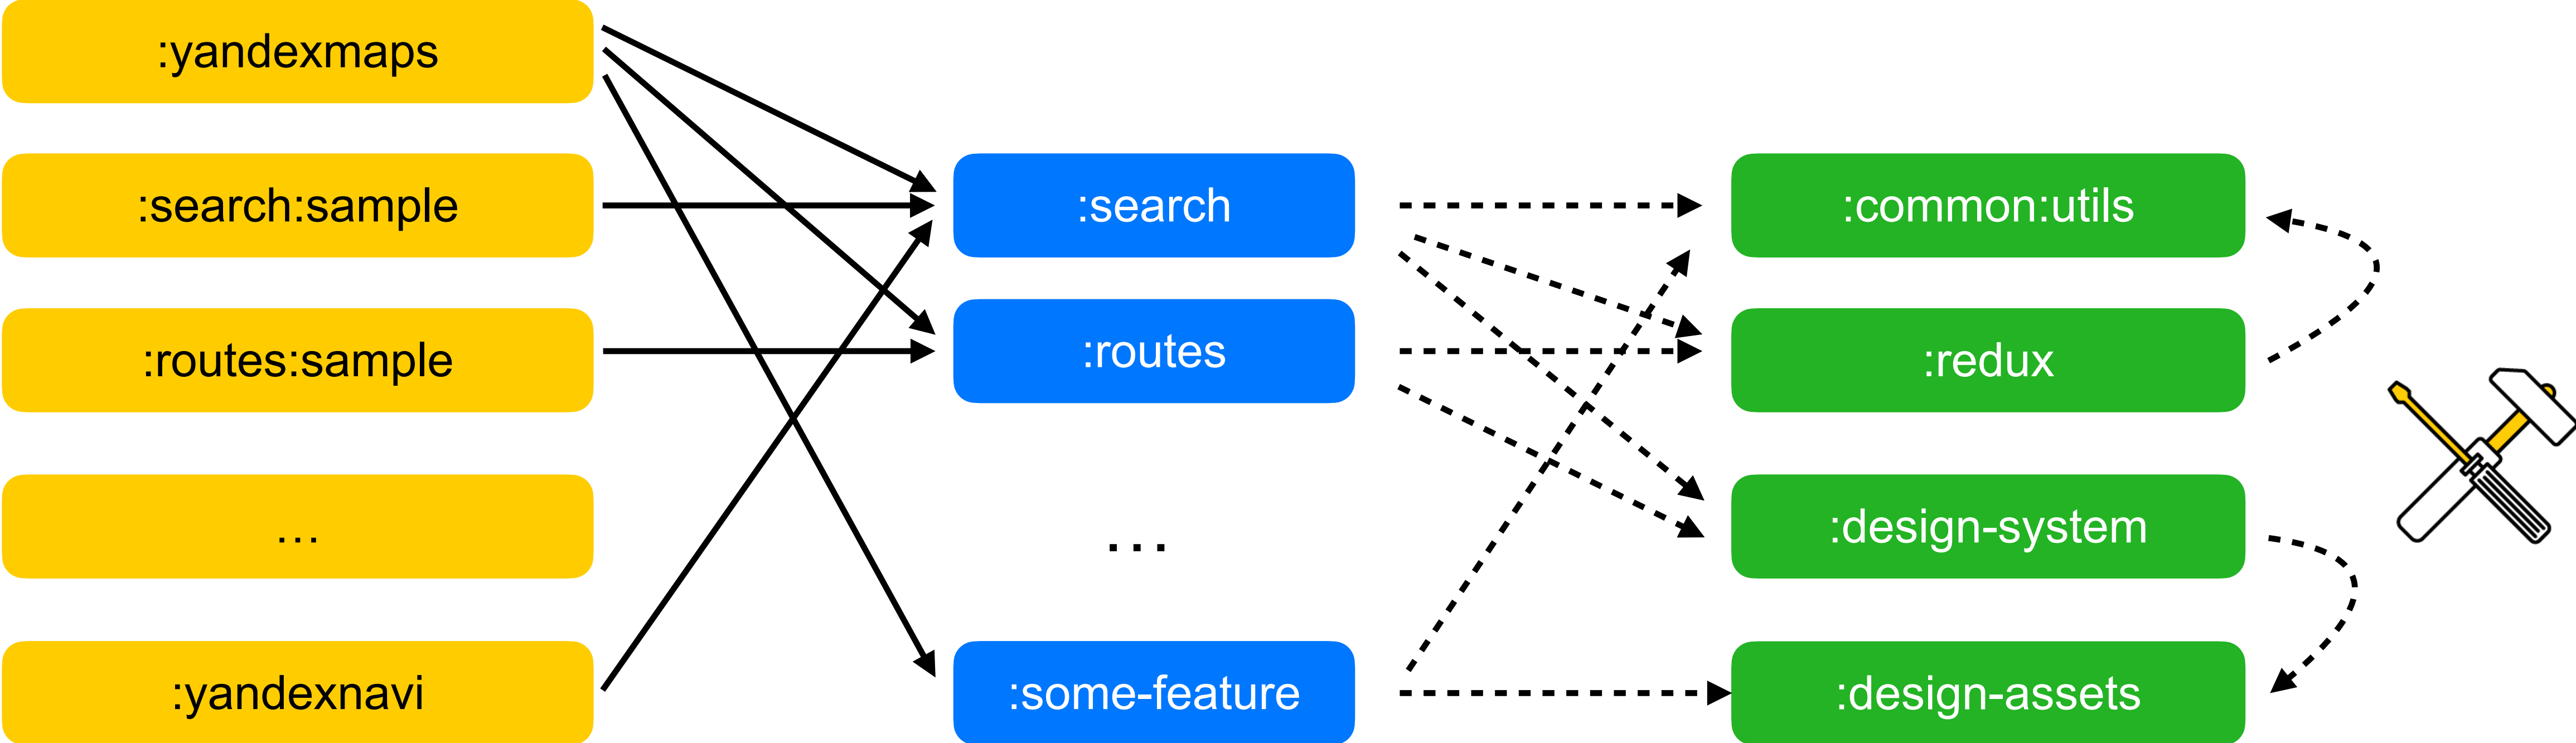 :yandexmaps
:search:sample
:routes:sample
...
:yandexnavi
:search
:routes
...
:some-feature
:common:utils
:redux
:design-system
:design-assets